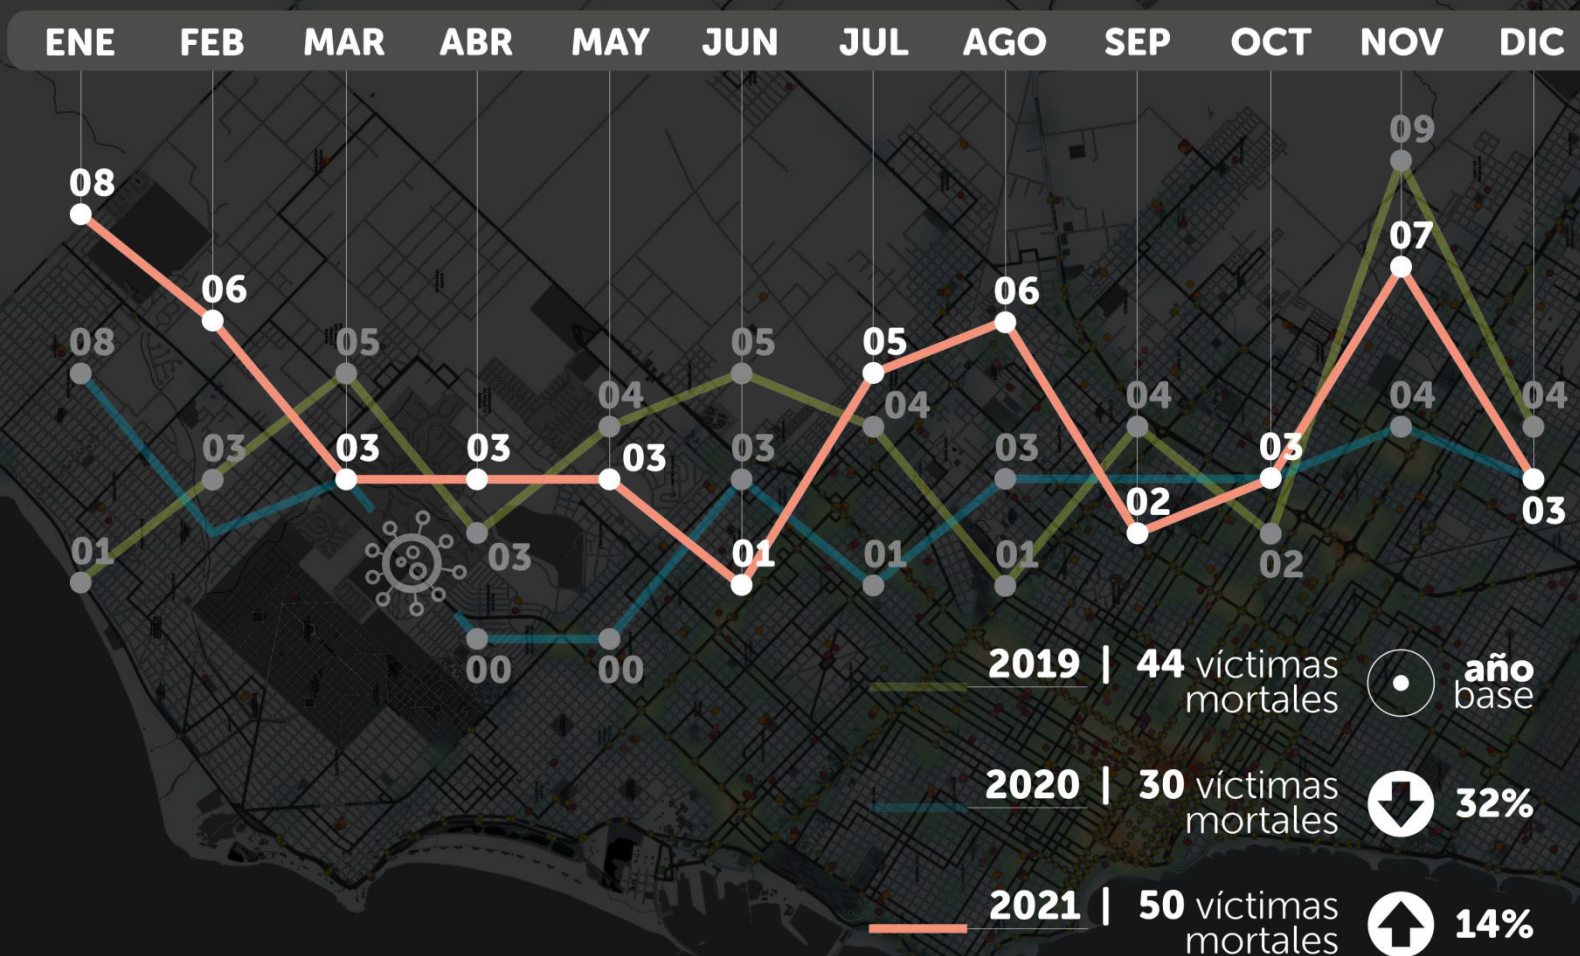 ENE FEB MAR ABR MAY JUN JUL AGO SEP OCT NOV DIC
09
08
07
06 06
08 05 05 05
03 03 03 03 04 05 03 04 03 04 03 04 04
01 03 01 01 01 02 02 03
00 00
2019 | 44 víctimas mortales año base
2020 | 30 víctimas mortales 32%
2021 | 50 víctimas mortales 14%